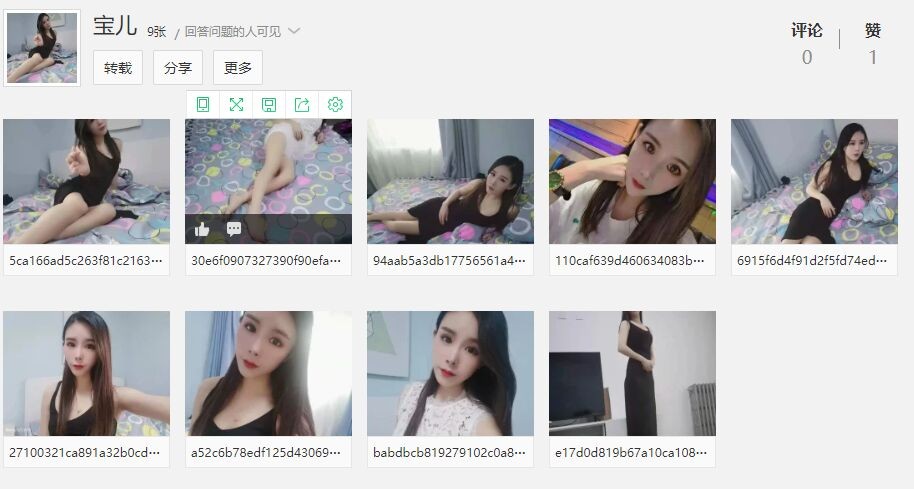 宝儿 9张 / 回答问题的人可见
转载 分享 更多
评论 赞
0 1
5ca166ad5c263f81c2163···
30e6f0907327390f90efa···
94aab5a3db17756561a4···
110caf639d460634083b···
6915f6d4f91d2f5fd74ed···
27100321ca891a32b0cd···
a52c6b78edf125d43069···
babdbcb819279102c0a8···
e17d0d819b67a10ca108···